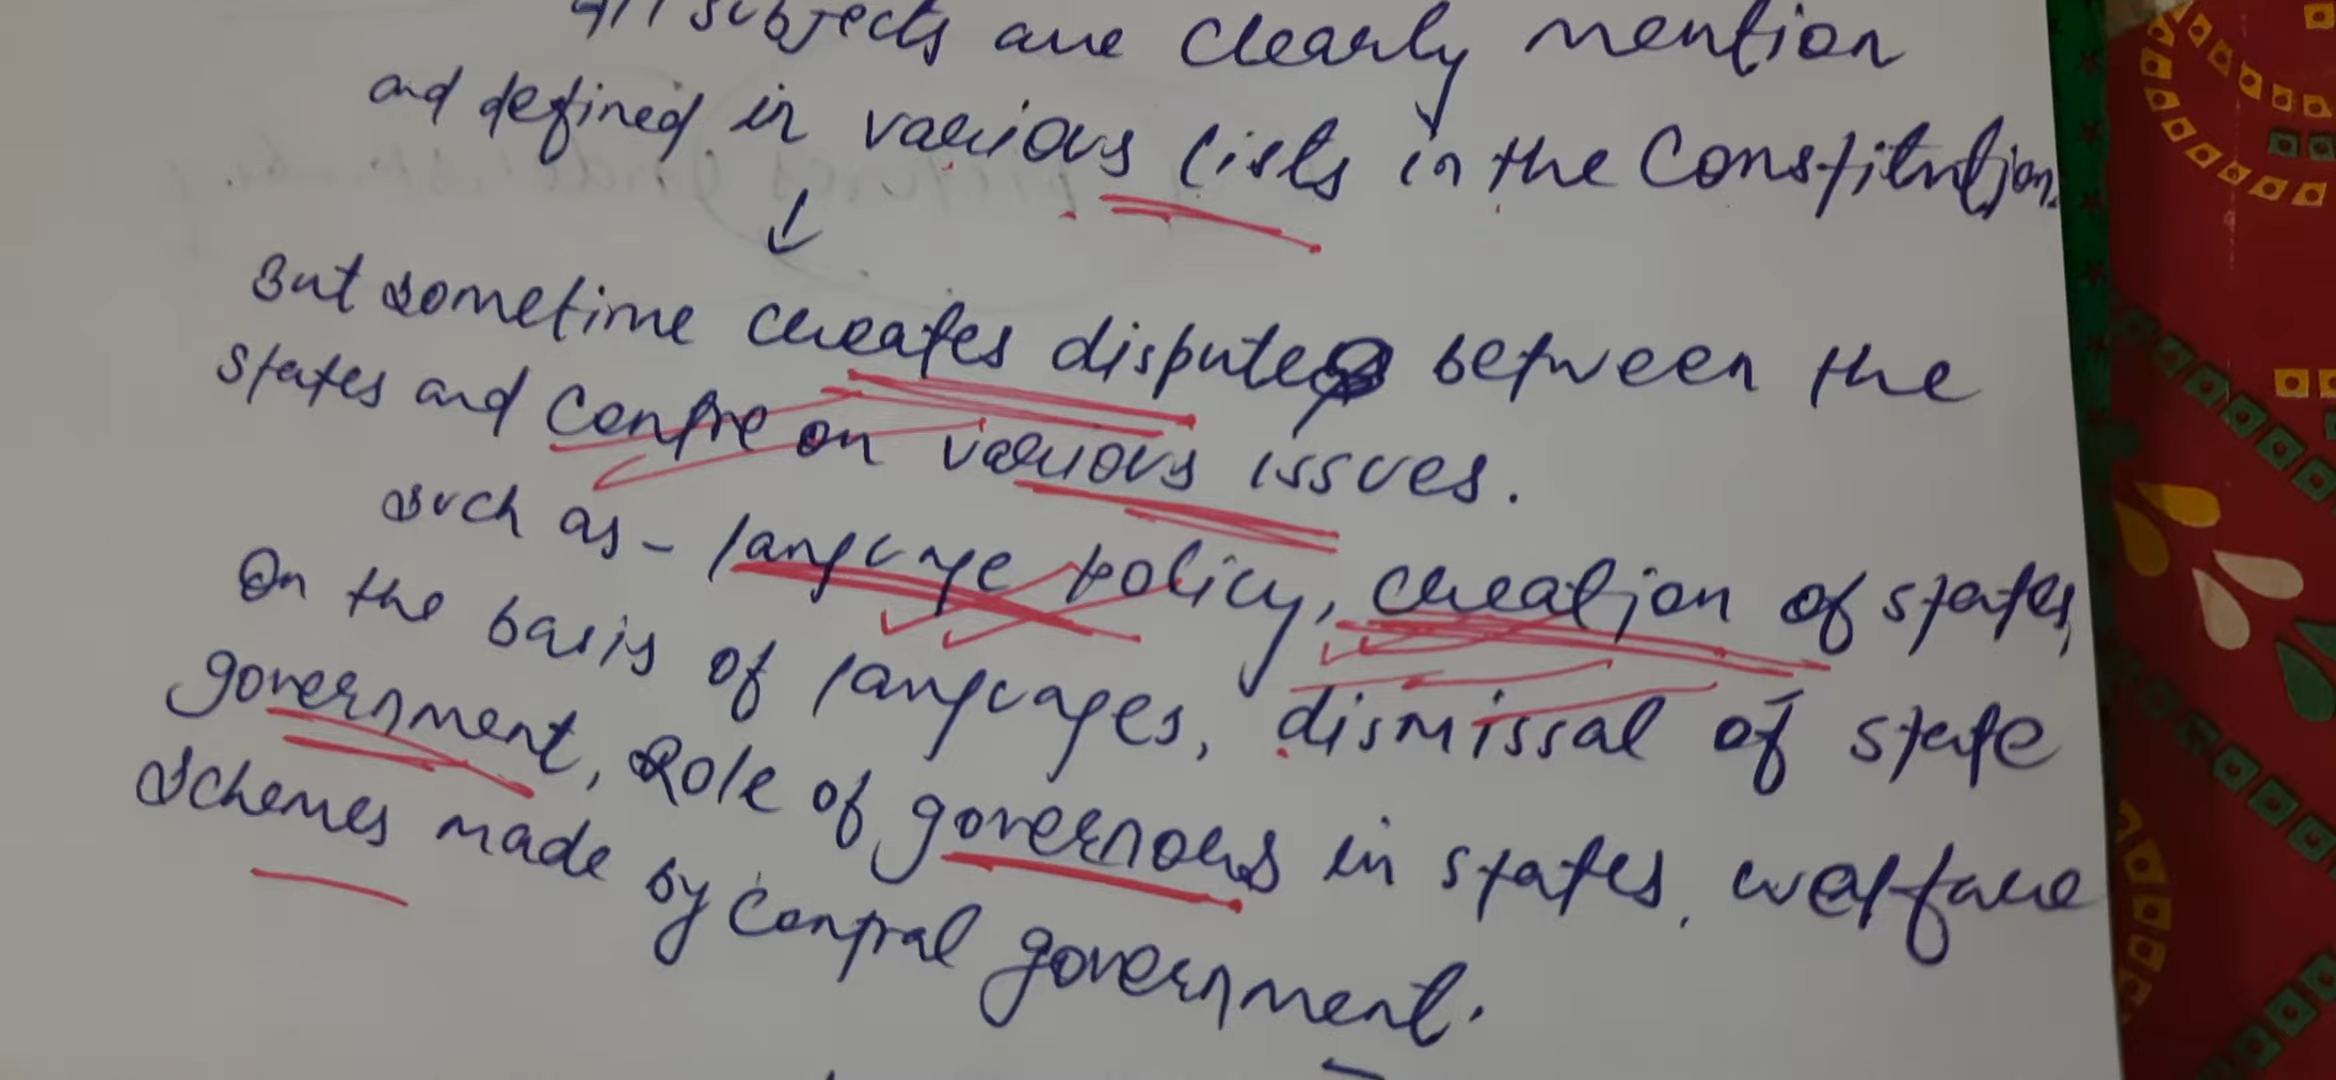 All subjects are clearly mention
and defined in various lists in the Constitution.
But sometime creates dispute between the
states and Centre on various issues.
such as - language policy, creation of states,
On the basis of languages, dismissal of state
government, Role of governors in states, welfare
schemes made by Central government.